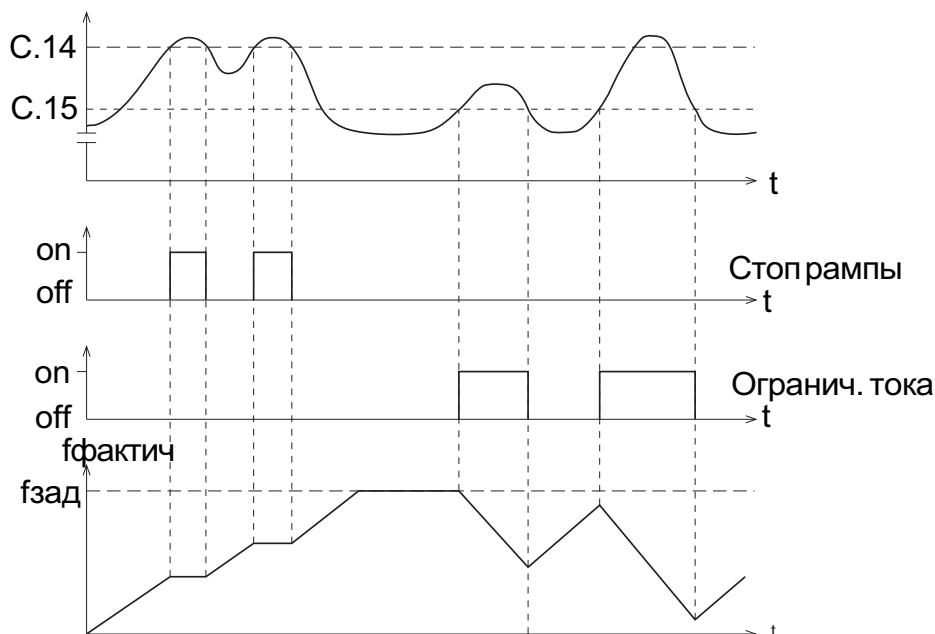 C.14
C.15
t
on
off
Стоп рампы
t
on
off
Огранич. тока
t
fфактич
fзад
t